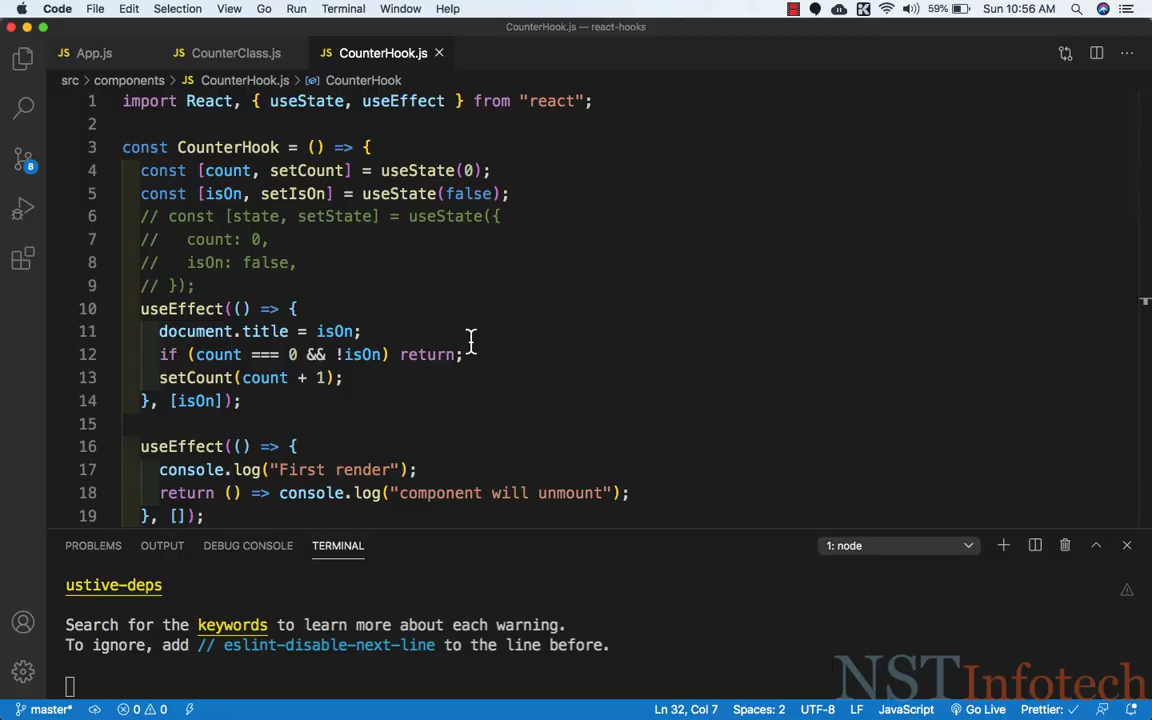 Code File Edit Selection View Go Run Terminal Window Help 59% Sun 10:56 AM
CounterHook.js — react-hooks
JS App.js JS CounterClass.js JS CounterHook.js
src > components > JS CounterHook.js > CounterHook
1 import React, { useState, useEffect } from "react";
2
3 const CounterHook = () => {
4 const [count, setCount] = useState(0);
5 const [isOn, setIsOn] = useState(false);
6 // const [state, setState] = useState({
7 // count: 0,
8 // isOn: false,
9 // });
10 useEffect(() => {
11 document.title = isOn;
12 if (count === 0 && !isOn) return;
13 setCount(count + 1);
14 }, [isOn]);
15
16 useEffect(() => {
17 console.log("First render");
18 return () => console.log("component will unmount");
19 }, []);
8
PROBLEMS OUTPUT DEBUG CONSOLE TERMINAL 1: node
ustive-deps
Search for the keywords to learn more about each warning.
To ignore, add // eslint-disable-next-line to the line before.
NSTInfotech
master* 0 0 Ln 32, Col 7 Spaces: 2 UTF-8 LF JavaScript Go Live Prettier: ✓